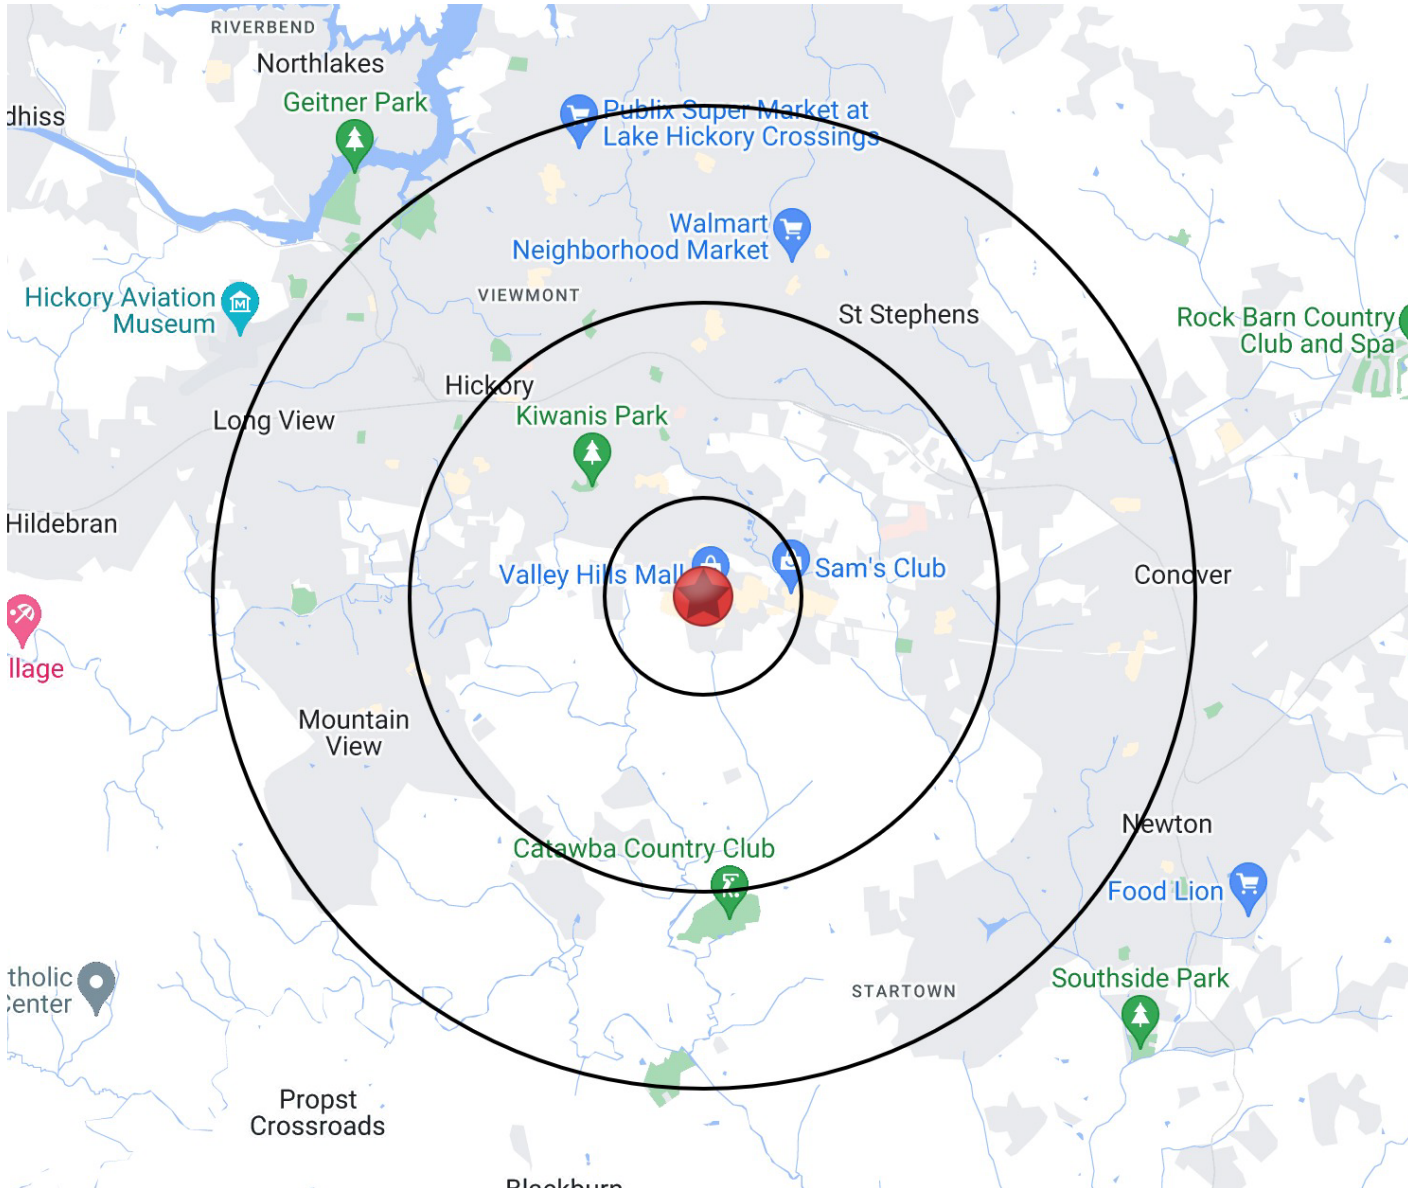 RIVERBEND
Northlakes
Geitner Park
dhiss
Publix Super Market at
Lake Hickory Crossings
Walmart
Neighborhood Market
Hickory Aviation
Museum
VIEWMONT
St Stephens
Rock Barn Country
Club and Spa
Hickory
Long View
Kiwanis Park
Hildebran
Valley Hills Mall
Sam's Club
Conover
llage
Mountain
View
Newton
Catawba Country Club
Food Lion
tholic
Center
STARTOWN
Southside Park
Propst
Crossroads
Blackburn